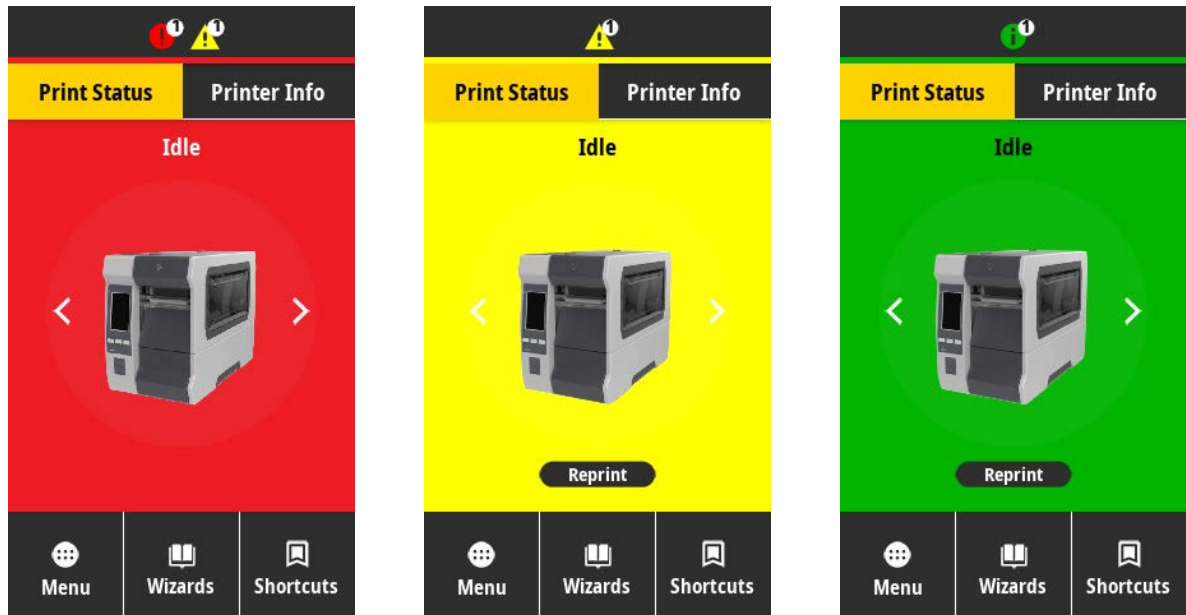 1 1
Print Status Printer Info
Idle
Menu Wizards Shortcuts
1
Print Status Printer Info
Idle
Reprint
Menu Wizards Shortcuts
1
Print Status Printer Info
Idle
Reprint
Menu Wizards Shortcuts